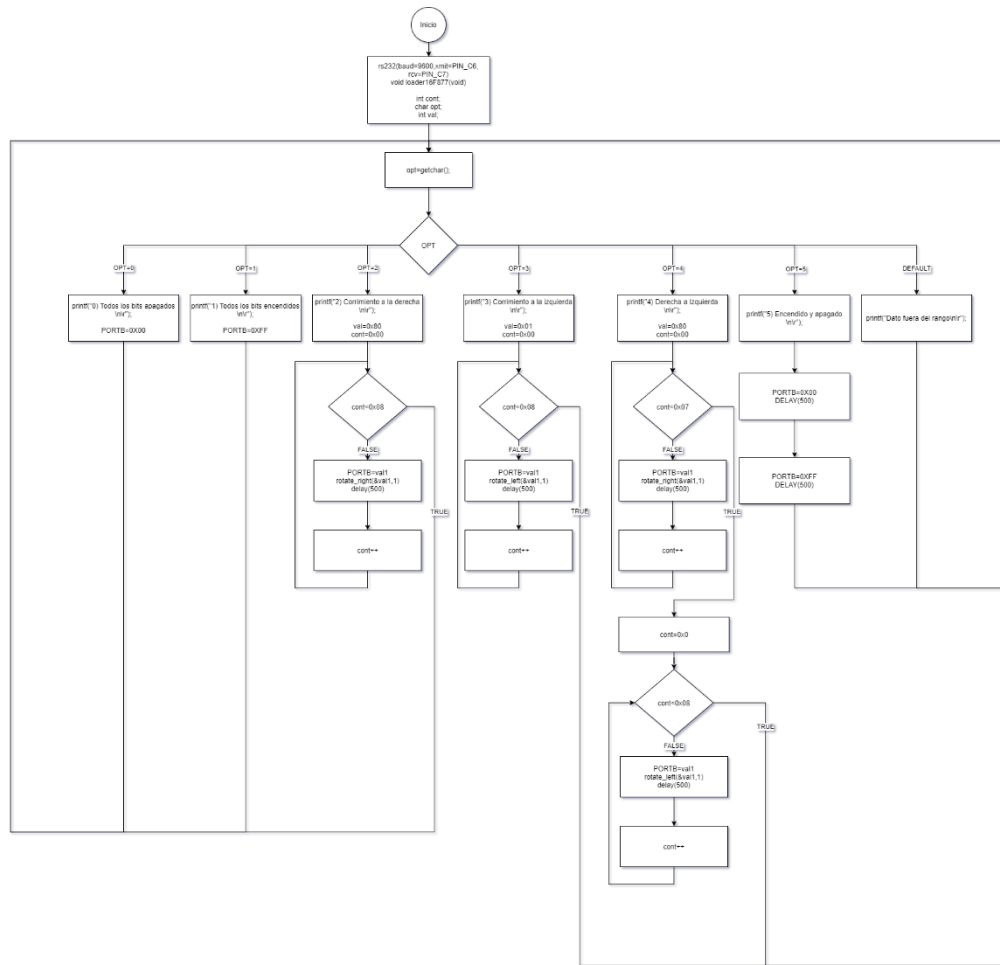 Inicio
rs232(baud=9600,xmit=PIN_C6,
rcv=PIN_C7)
void loader16F877(void)
int cont;
char opt;
int val;
opt=getchar();
OPT
OPT=0)
OPT=1)
OPT=2)
OPT=3)
OPT=4)
OPT=5)
DEFAULT)
printf("0) Todos los bits apagados
\n\r");
PORTB=0X00
printf("1) Todos los bits encendidos
\n\r");
PORTB=0XFF
printf("2) Corrimiento a la derecha
\n\r");
val=0x80
cont=0x00
printf("3) Corrimiento a la izquierda
\n\r");
val=0x01
cont=0x00
printf("4) Derecha a Izquierda
\n\r");
val=0x80
cont=0x00
printf("5) Encendido y apagado
\n\r");
printf("Dato fuera del rango\n\r");
cont=0x08
cont=0x08
cont=0x07
PORTB=0X00
DELAY(500)
FALSE)
FALSE)
FALSE)
PORTB=val1
rotate_right(&val1,1)
delay(500)
PORTB=val1
rotate_left(&val1,1)
delay(500)
PORTB=val1
rotate_right(&val1,1)
delay(500)
PORTB=0XFF
DELAY(500)
TRUE)
TRUE)
TRUE)
cont++
cont++
cont++
cont=0x0
cont=0x08
TRUE)
FALSE)
PORTB=val1
rotate_left(&val1,1)
delay(500)
cont++